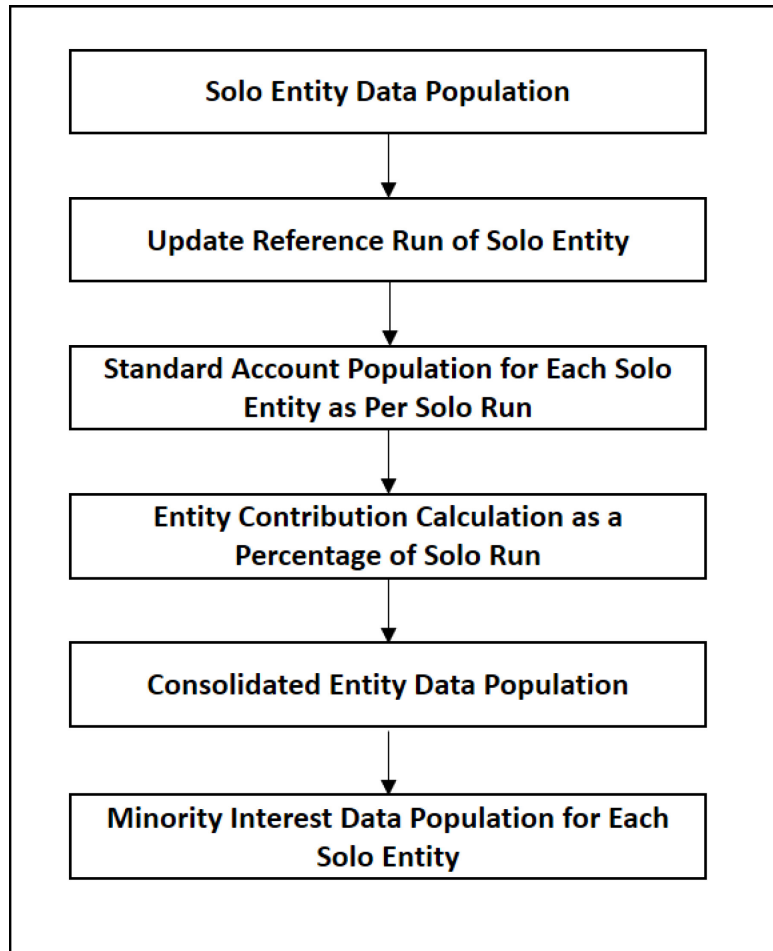 Solo Entity Data Population
Update Reference Run of Solo Entity
Standard Account Population for Each Solo
Entity as Per Solo Run
Entity Contribution Calculation as a
Percentage of Solo Run
Consolidated Entity Data Population
Minority Interest Data Population for Each
Solo Entity